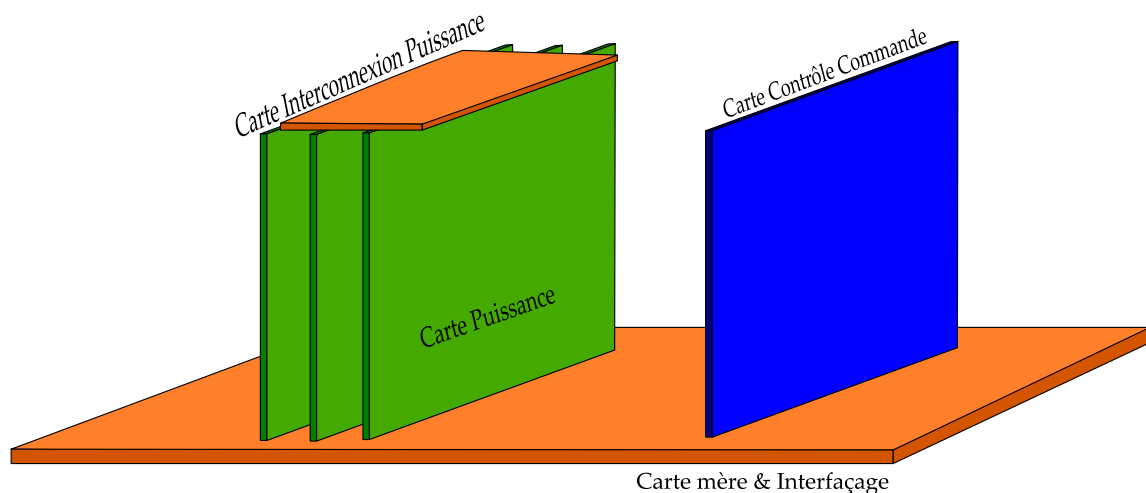 Carte Interconnexion Puissance
Carte Contrôle Commande
Carte Puissance
Carte mère & Interfaçage